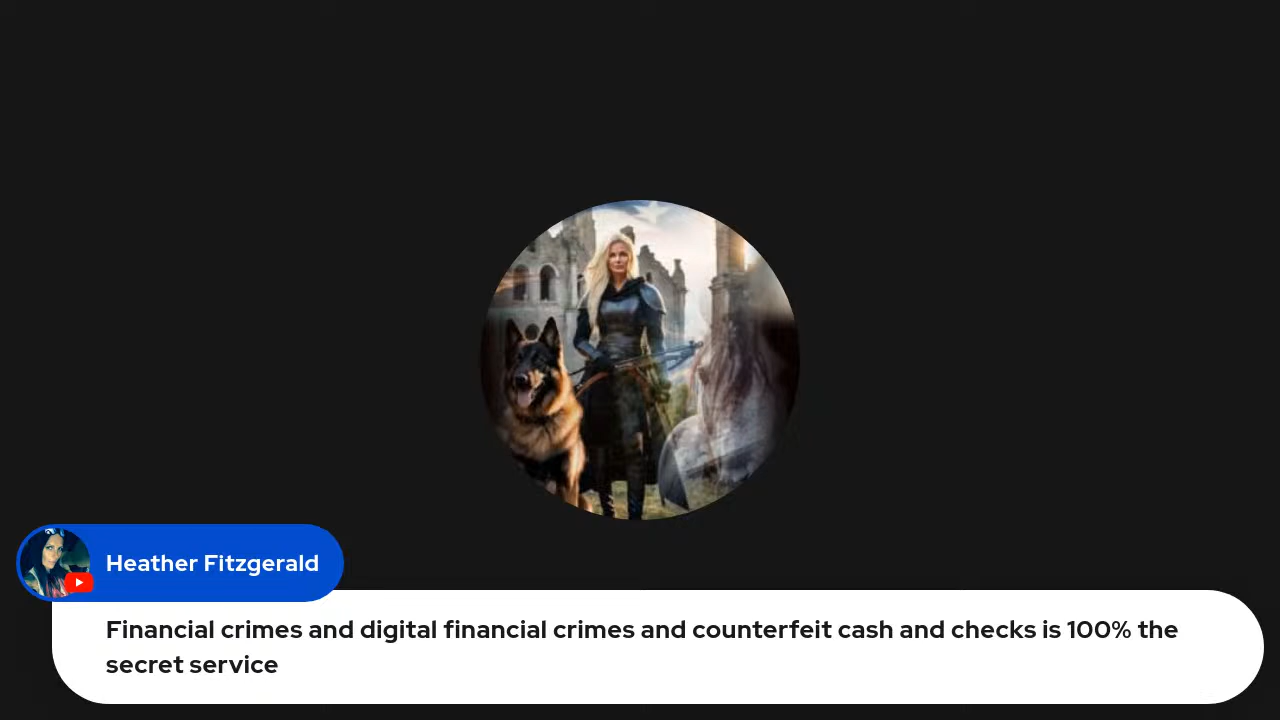 Heather Fitzgerald
Financial crimes and digital financial crimes and counterfeit cash and checks is 100% the
secret service